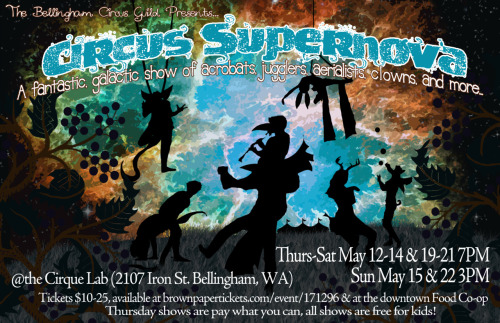 The Bellingham Circus Guild Presents...
Circus Supernova
A fantastic, galactic show of acrobats, jugglers, aerialists, clowns, and more...
Thurs-Sat May 12-14 & 19-21 7PM
@the Cirque Lab (2107 Iron St. Bellingham, WA) Sun May 15 & 22 3PM
Tickets $10-25, available at brownpapertickets.com/event/171296 & at the downtown Food Co-op
Thursday shows are pay what you can, all shows are free for kids!